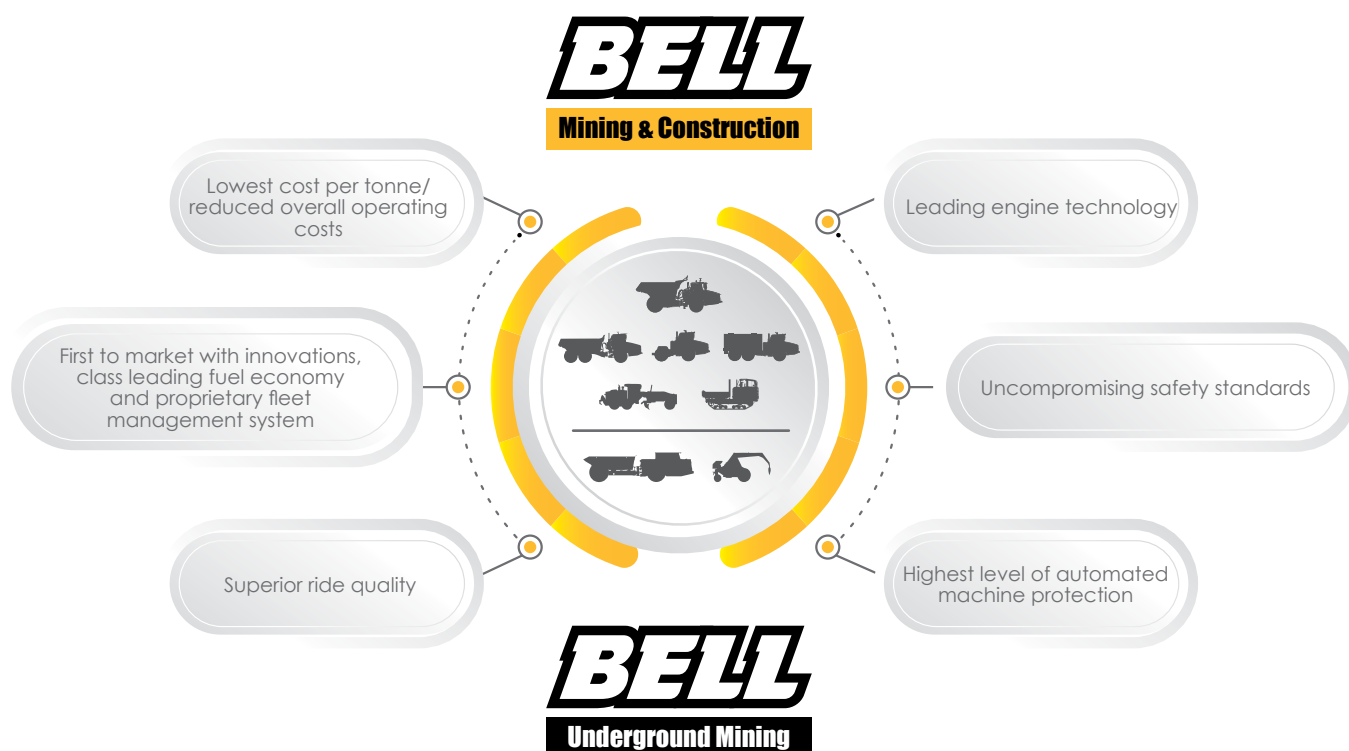 BELL
Mining & Construction
Lowest cost per tonne/
reduced overall operating
costs
Leading engine technology
First to market with innovations,
class leading fuel economy
and proprietary fleet
management system
Uncompromising safety standards
Superior ride quality
Highest level of automated
machine protection
BELL
Underground Mining